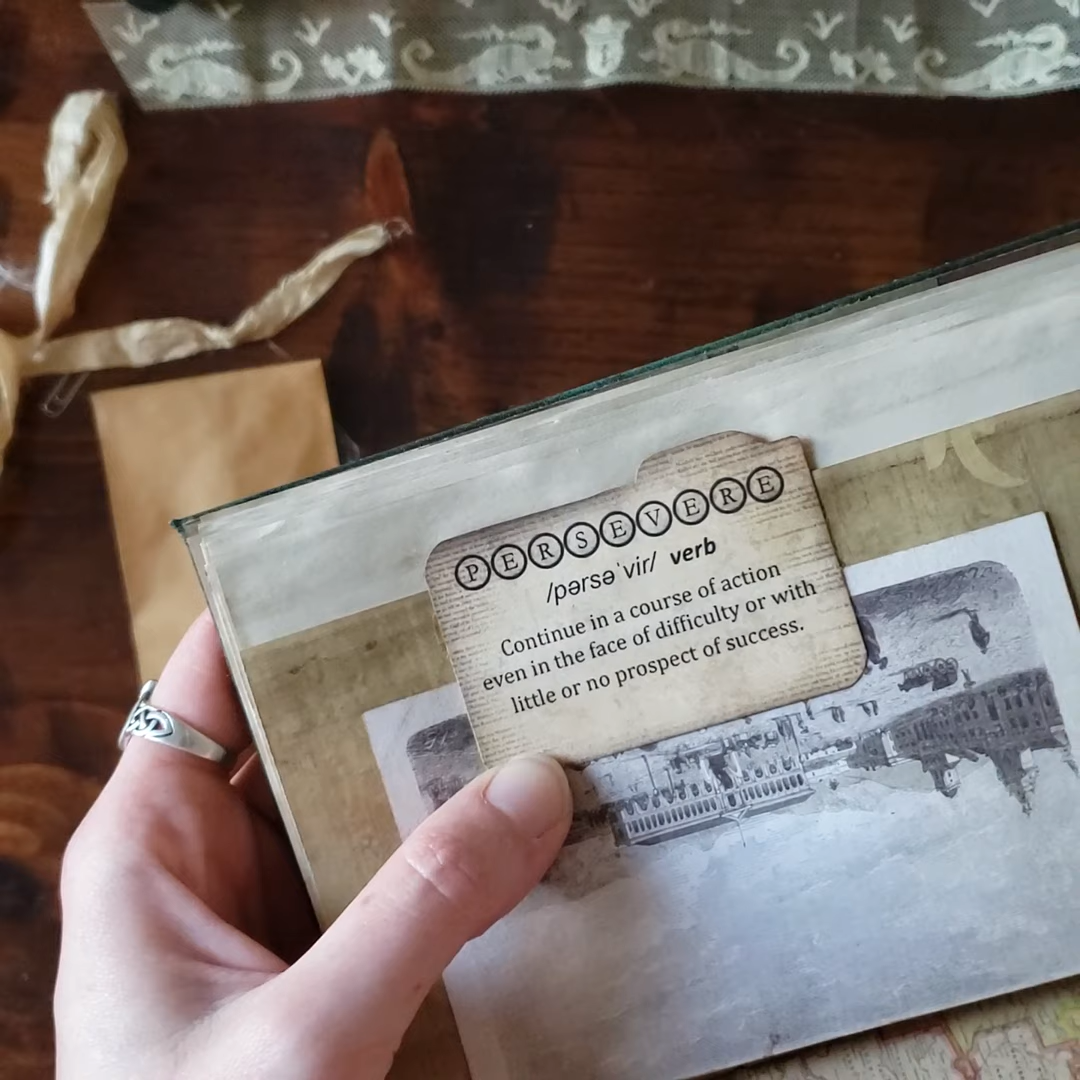 PERSEVERE
/pərsəˈvir/ verb
Continue in a course of action
even in the face of difficulty or with
little or no prospect of success.